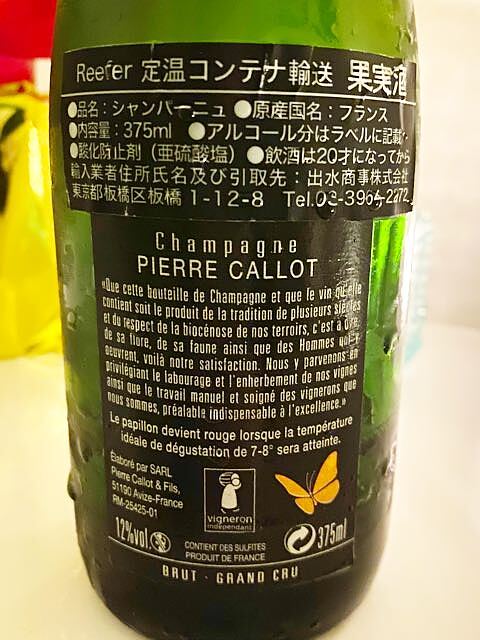 Reefer 定温コンテナ輸送 果実酒
●品名：シャンパーニュ ●原産国名：フランス
●内容量：375ml ●アルコール分はラベルに記載
●酸化防止剤（亜硫酸塩） ●飲酒は20才になってから
輸入業者住所氏名及び引取先：出水商事株式会社
東京都板橋区板橋 1-12-8 Tel.03-3964-2272
Champagne
PIERRE CALLOT
«Que cette bouteille de Champagne et que le vin qu'elle
contient soit le produit de la tradition de plusieurs siècles
et du respect de la biocénose de nos terroirs, c'est à dire
de sa flore, de sa faune ainsi que des Hommes qui y
oeuvrent, voilà notre satisfaction. Nous y parvenons en
privilégiant le labourage et l'enherbement de nos vignes
ainsi que le travail manuel et soigné des vignerons que
nous sommes, préalable indispensable à l'excellence.»
Le papillon devient rouge lorsque la température
idéale de dégustation de 7-8° sera atteinte.
Élaboré par SARL
Pierre Callot & Fils,
51190 Avize-France
RM-25425-01
vigneron
indépendant
12%vol.
CONTIENT DES SULFITES
PRODUIT DE FRANCE
375ml
BRUT - GRAND CRU